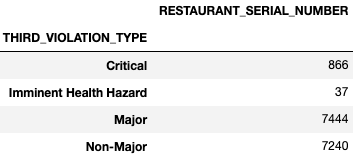 RESTAURANT_SERIAL_NUMBER
THIRD_VIOLATION_TYPE
Critical 866
Imminent Health Hazard 37
Major 7444
Non-Major 7240